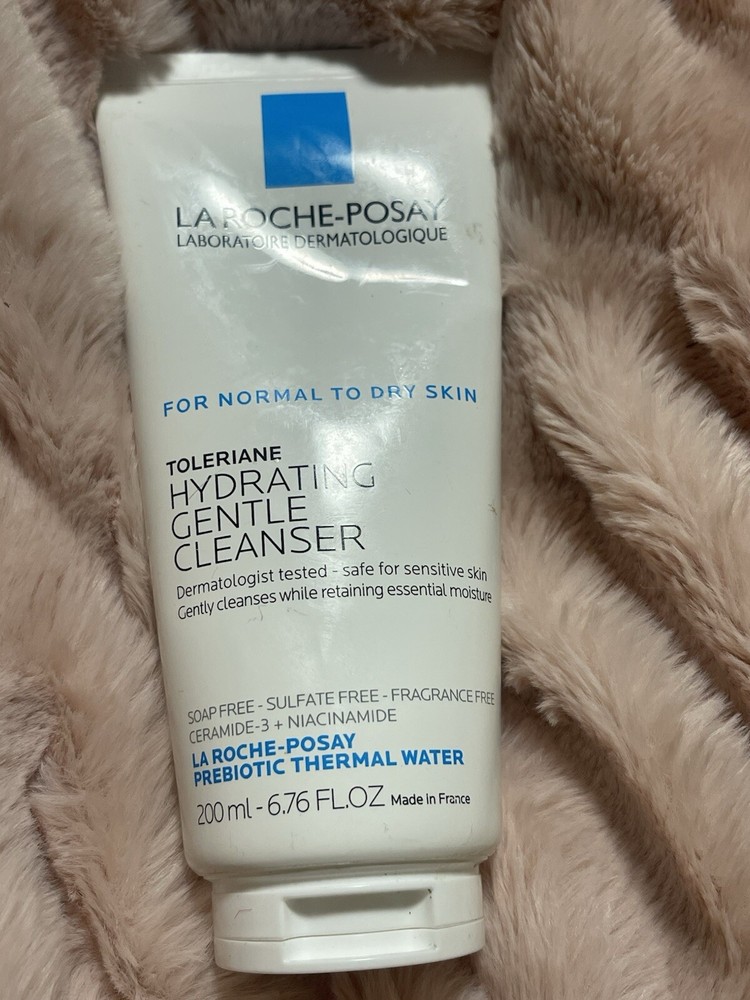 LA ROCHE-POSAY
LABORATOIRE DERMATOLOGIQUE
FOR NORMAL TO DRY SKIN
TOLERIANE
HYDRATING
GENTLE
CLEANSER
Dermatologist tested - safe for sensitive skin
Gently cleanses while retaining essential moisture
SOAP FREE - SULFATE FREE - FRAGRANCE FREE
CERAMIDE-3 + NIACINAMIDE
LA ROCHE-POSAY
PREBIOTIC THERMAL WATER
200 ml - 6.76 FL.OZ Made in France